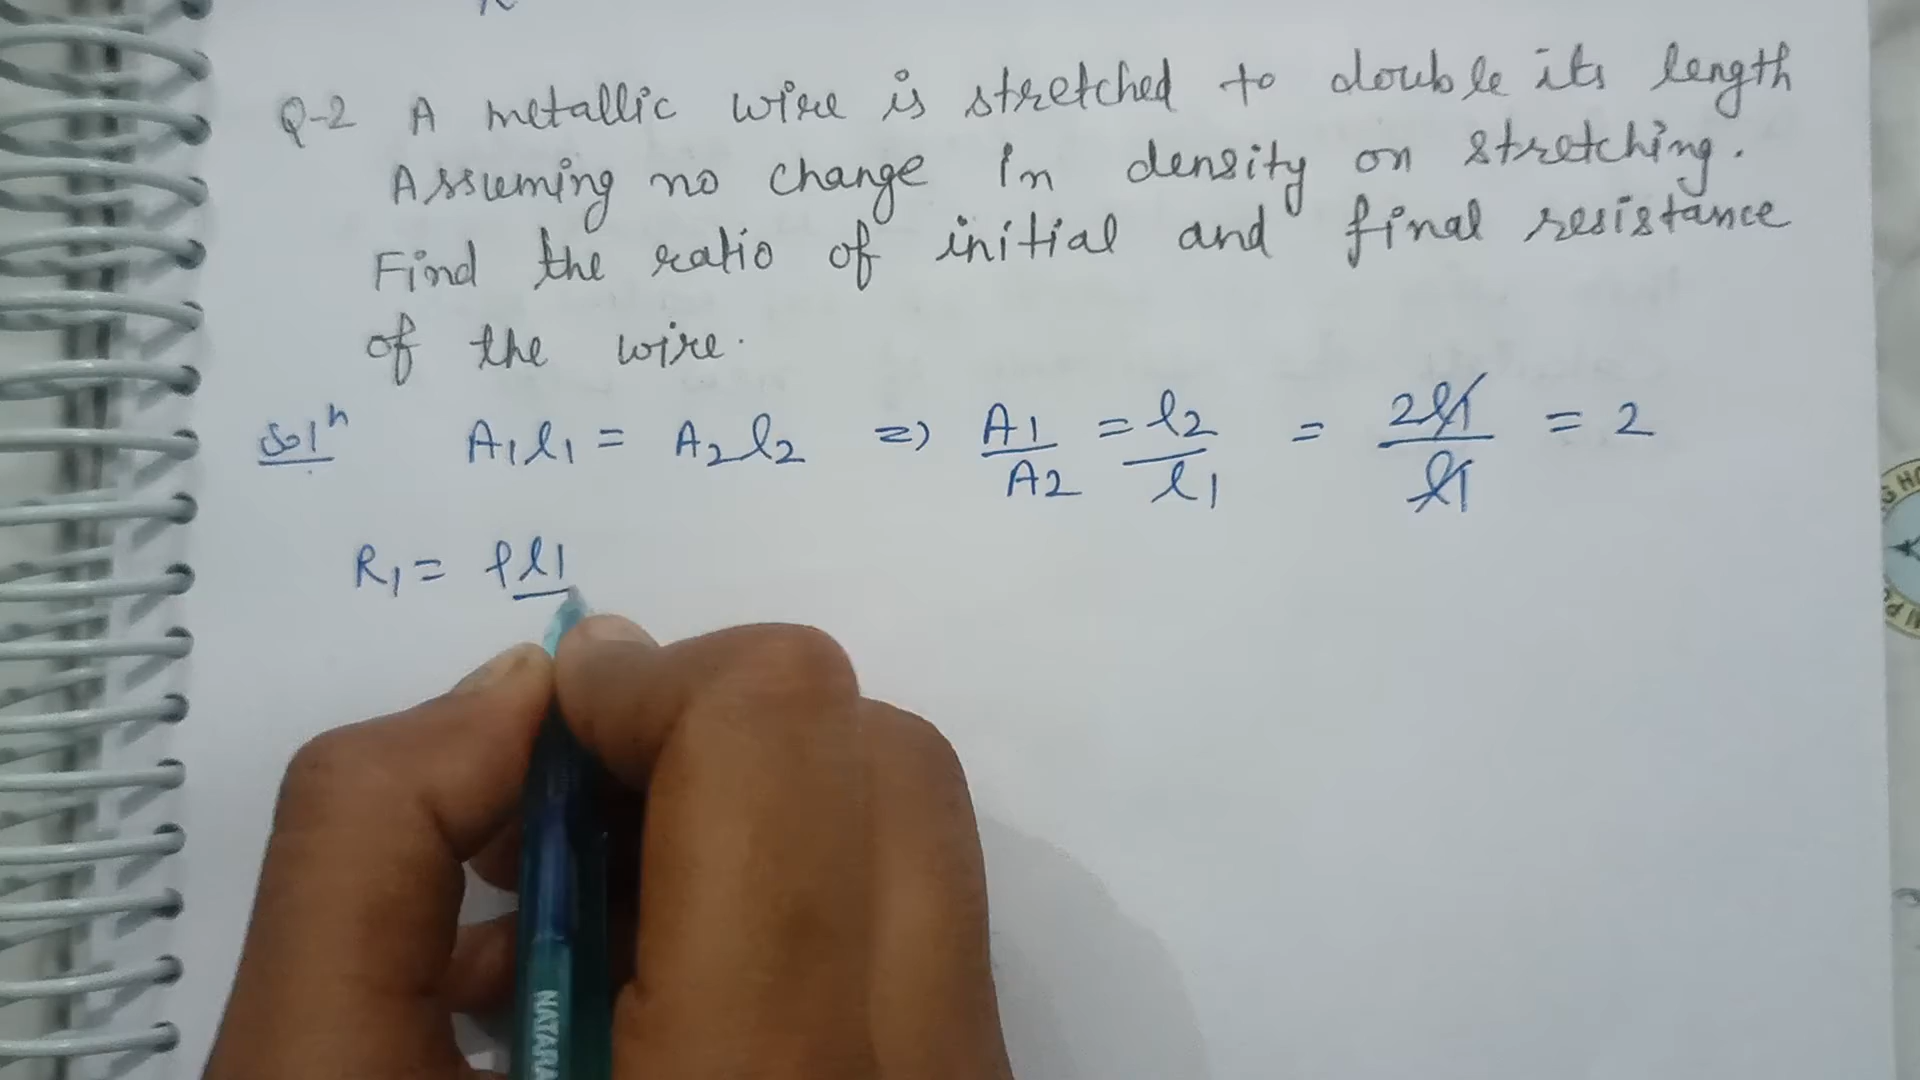 Q-2 A metallic wire is stretched to double its length
Assuming no change in density on stretching.
Find the ratio of initial and final resistance
of the wire.
Solⁿ A1l1 = A2l2 => A1/A2 = l2/l1 = 2l1/l1 = 2
R1 = ρl1
NATARA